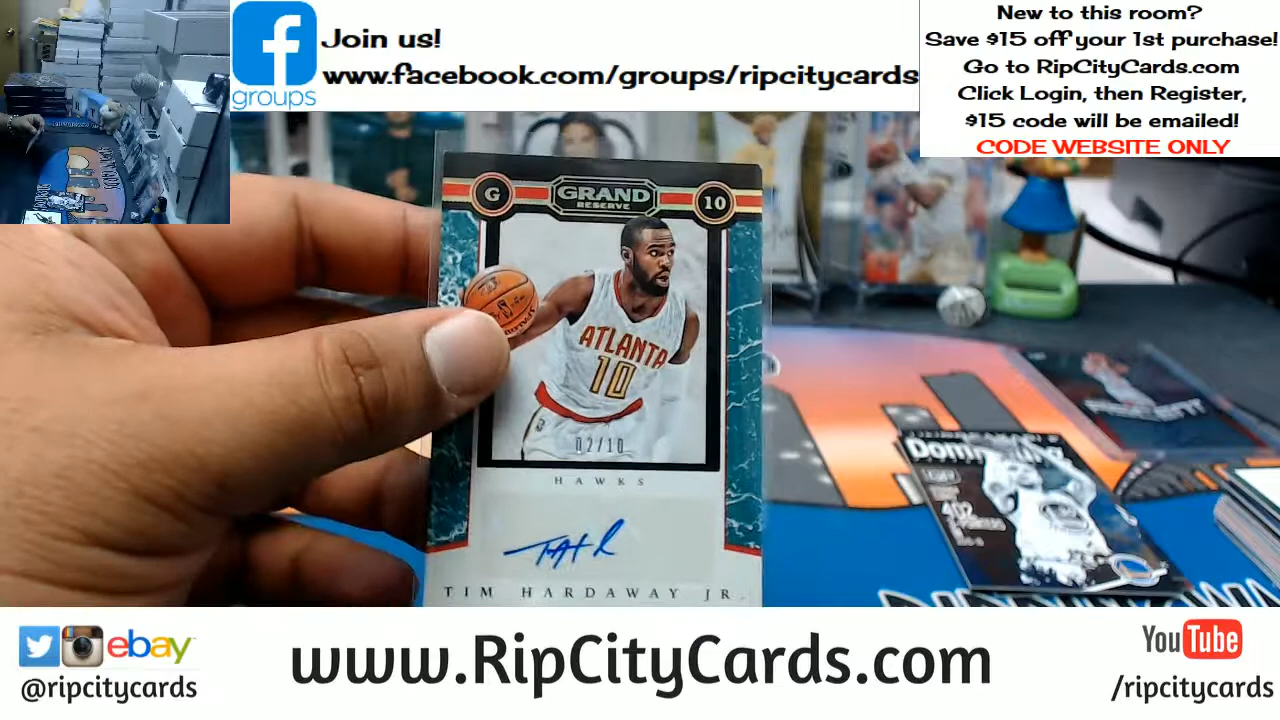 Join us!
www.facebook.com/groups/ripcitycards
groups
New to this room?
Save $15 off your 1st purchase!
Go to RipCityCards.com
Click Login, then Register,
$15 code will be emailed!
CODE WEBSITE ONLY
G GRAND 10
RESERVE
ATLANTA
10
02/10
HAWKS
TIM HARDAWAY JR.
402
ebay
@ripcitycards
www.RipCityCards.com
YouTube
/ripcitycards